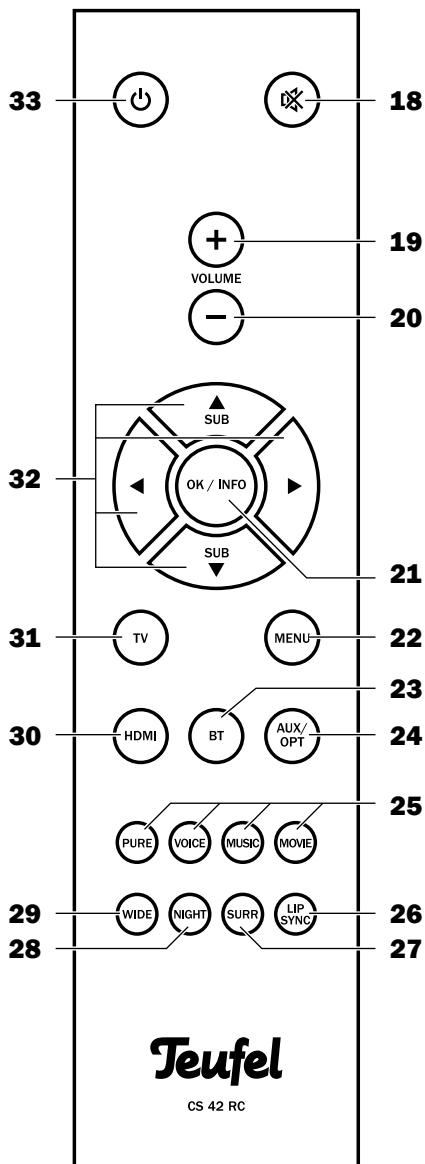 33 18
19
VOLUME
20
SUB
32
OK / INFO
SUB
21
31 TV MENU 22
23
30 HDMI BT AUX/OPT 24
25
PURE VOICE MUSIC MOVIE
29 WIDE NIGHT SURR LIP SYNC 26
28 27
Teufel
CS 42 RC